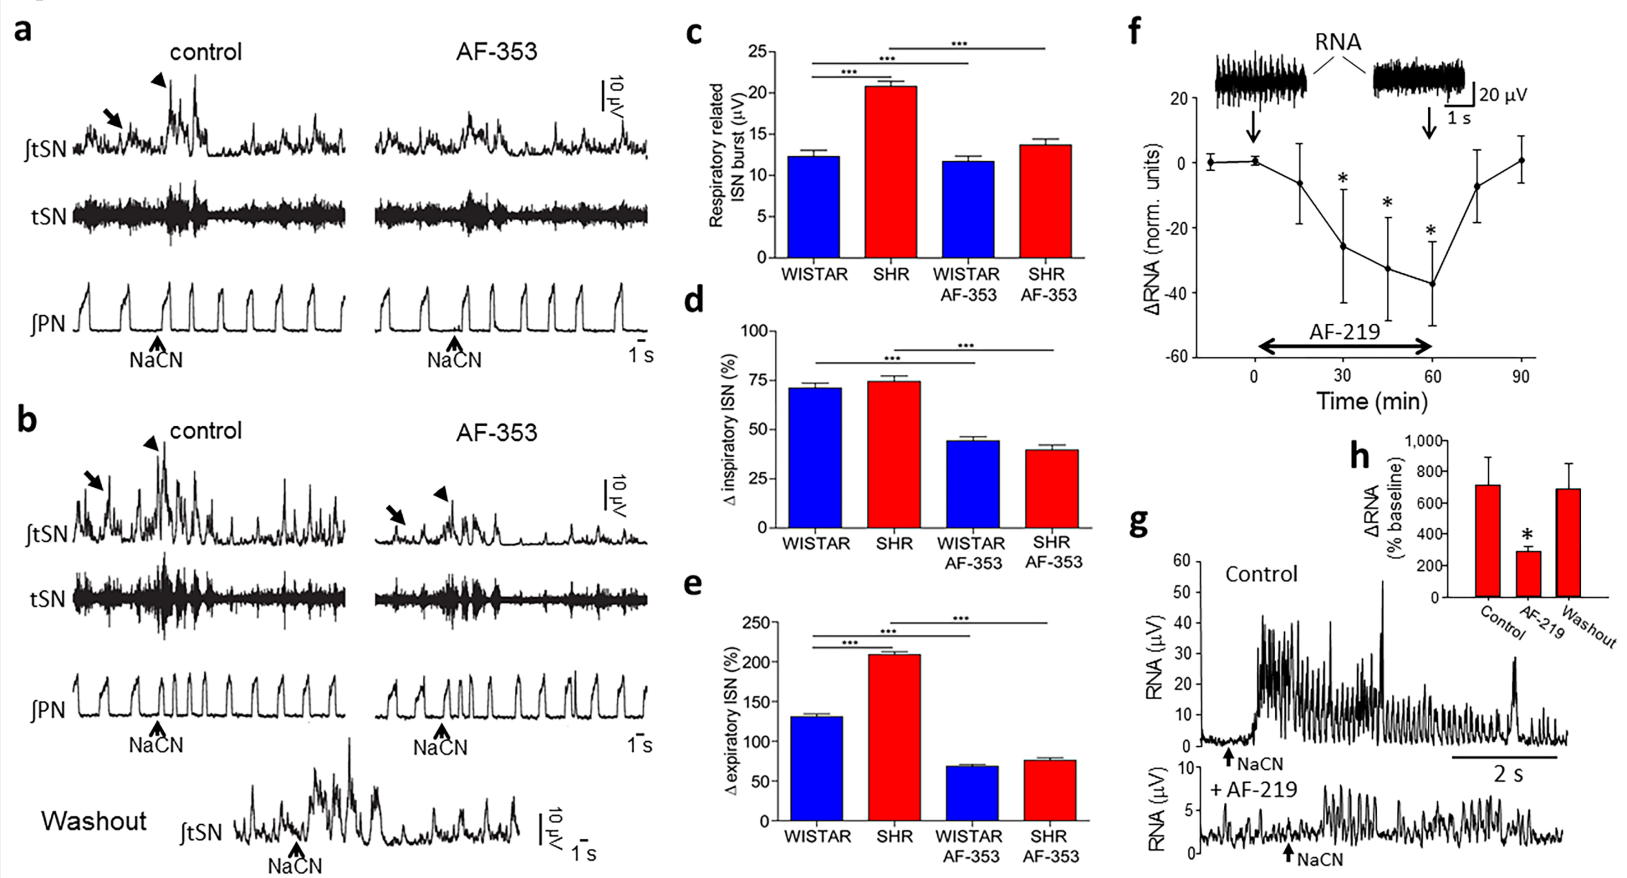 a
control
AF-353
10 µV
∫tSN
tSN
∫PN
NaCN
NaCN
1 s
b
control
AF-353
10 µV
∫tSN
tSN
∫PN
NaCN
NaCN
1 s
Washout
∫tSN
10 µV
1 s
NaCN
c
Respiratory related
ISN burst (µV)
25
20
15
10
5
0
***
***
***
WISTAR
SHR
WISTAR
AF-353
SHR
AF-353
d
Δ inspiratory ISN (%)
100
75
50
25
0
***
***
WISTAR
SHR
WISTAR
AF-353
SHR
AF-353
e
Δ expiratory ISN (%)
250
200
150
100
50
0
***
***
***
WISTAR
SHR
WISTAR
AF-353
SHR
AF-353
f
RNA
20 µV
1 s
ΔRNA (norm. units)
20
0
-20
-40
-60
*
*
*
AF-219
0
30
60
90
Time (min)
g
RNA (µV)
60
50
40
30
20
10
0
Control
NaCN
2 s
RNA (µV)
10
5
0
+ AF-219
NaCN
h
ΔRNA
(% baseline)
1,000
800
600
400
200
0
*
Control
AF-219
Washout